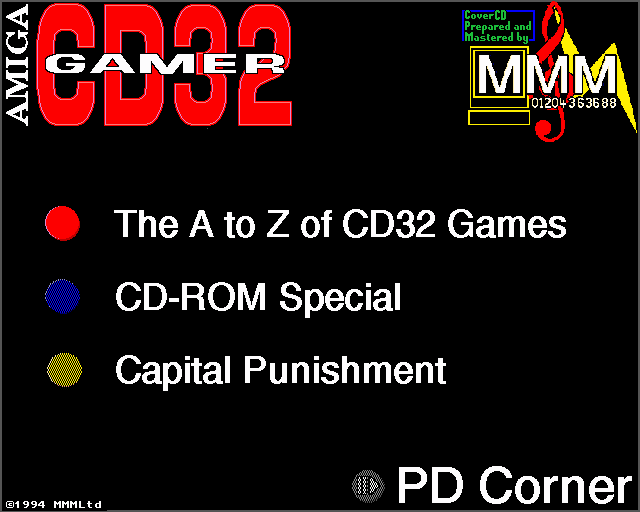 AMIGA
CD32
GAMER
CoverCD
Prepared and
Mastered by
MMM
01204363688
The A to Z of CD32 Games
CD-ROM Special
Capital Punishment
PD Corner
©1994 MMMLtd